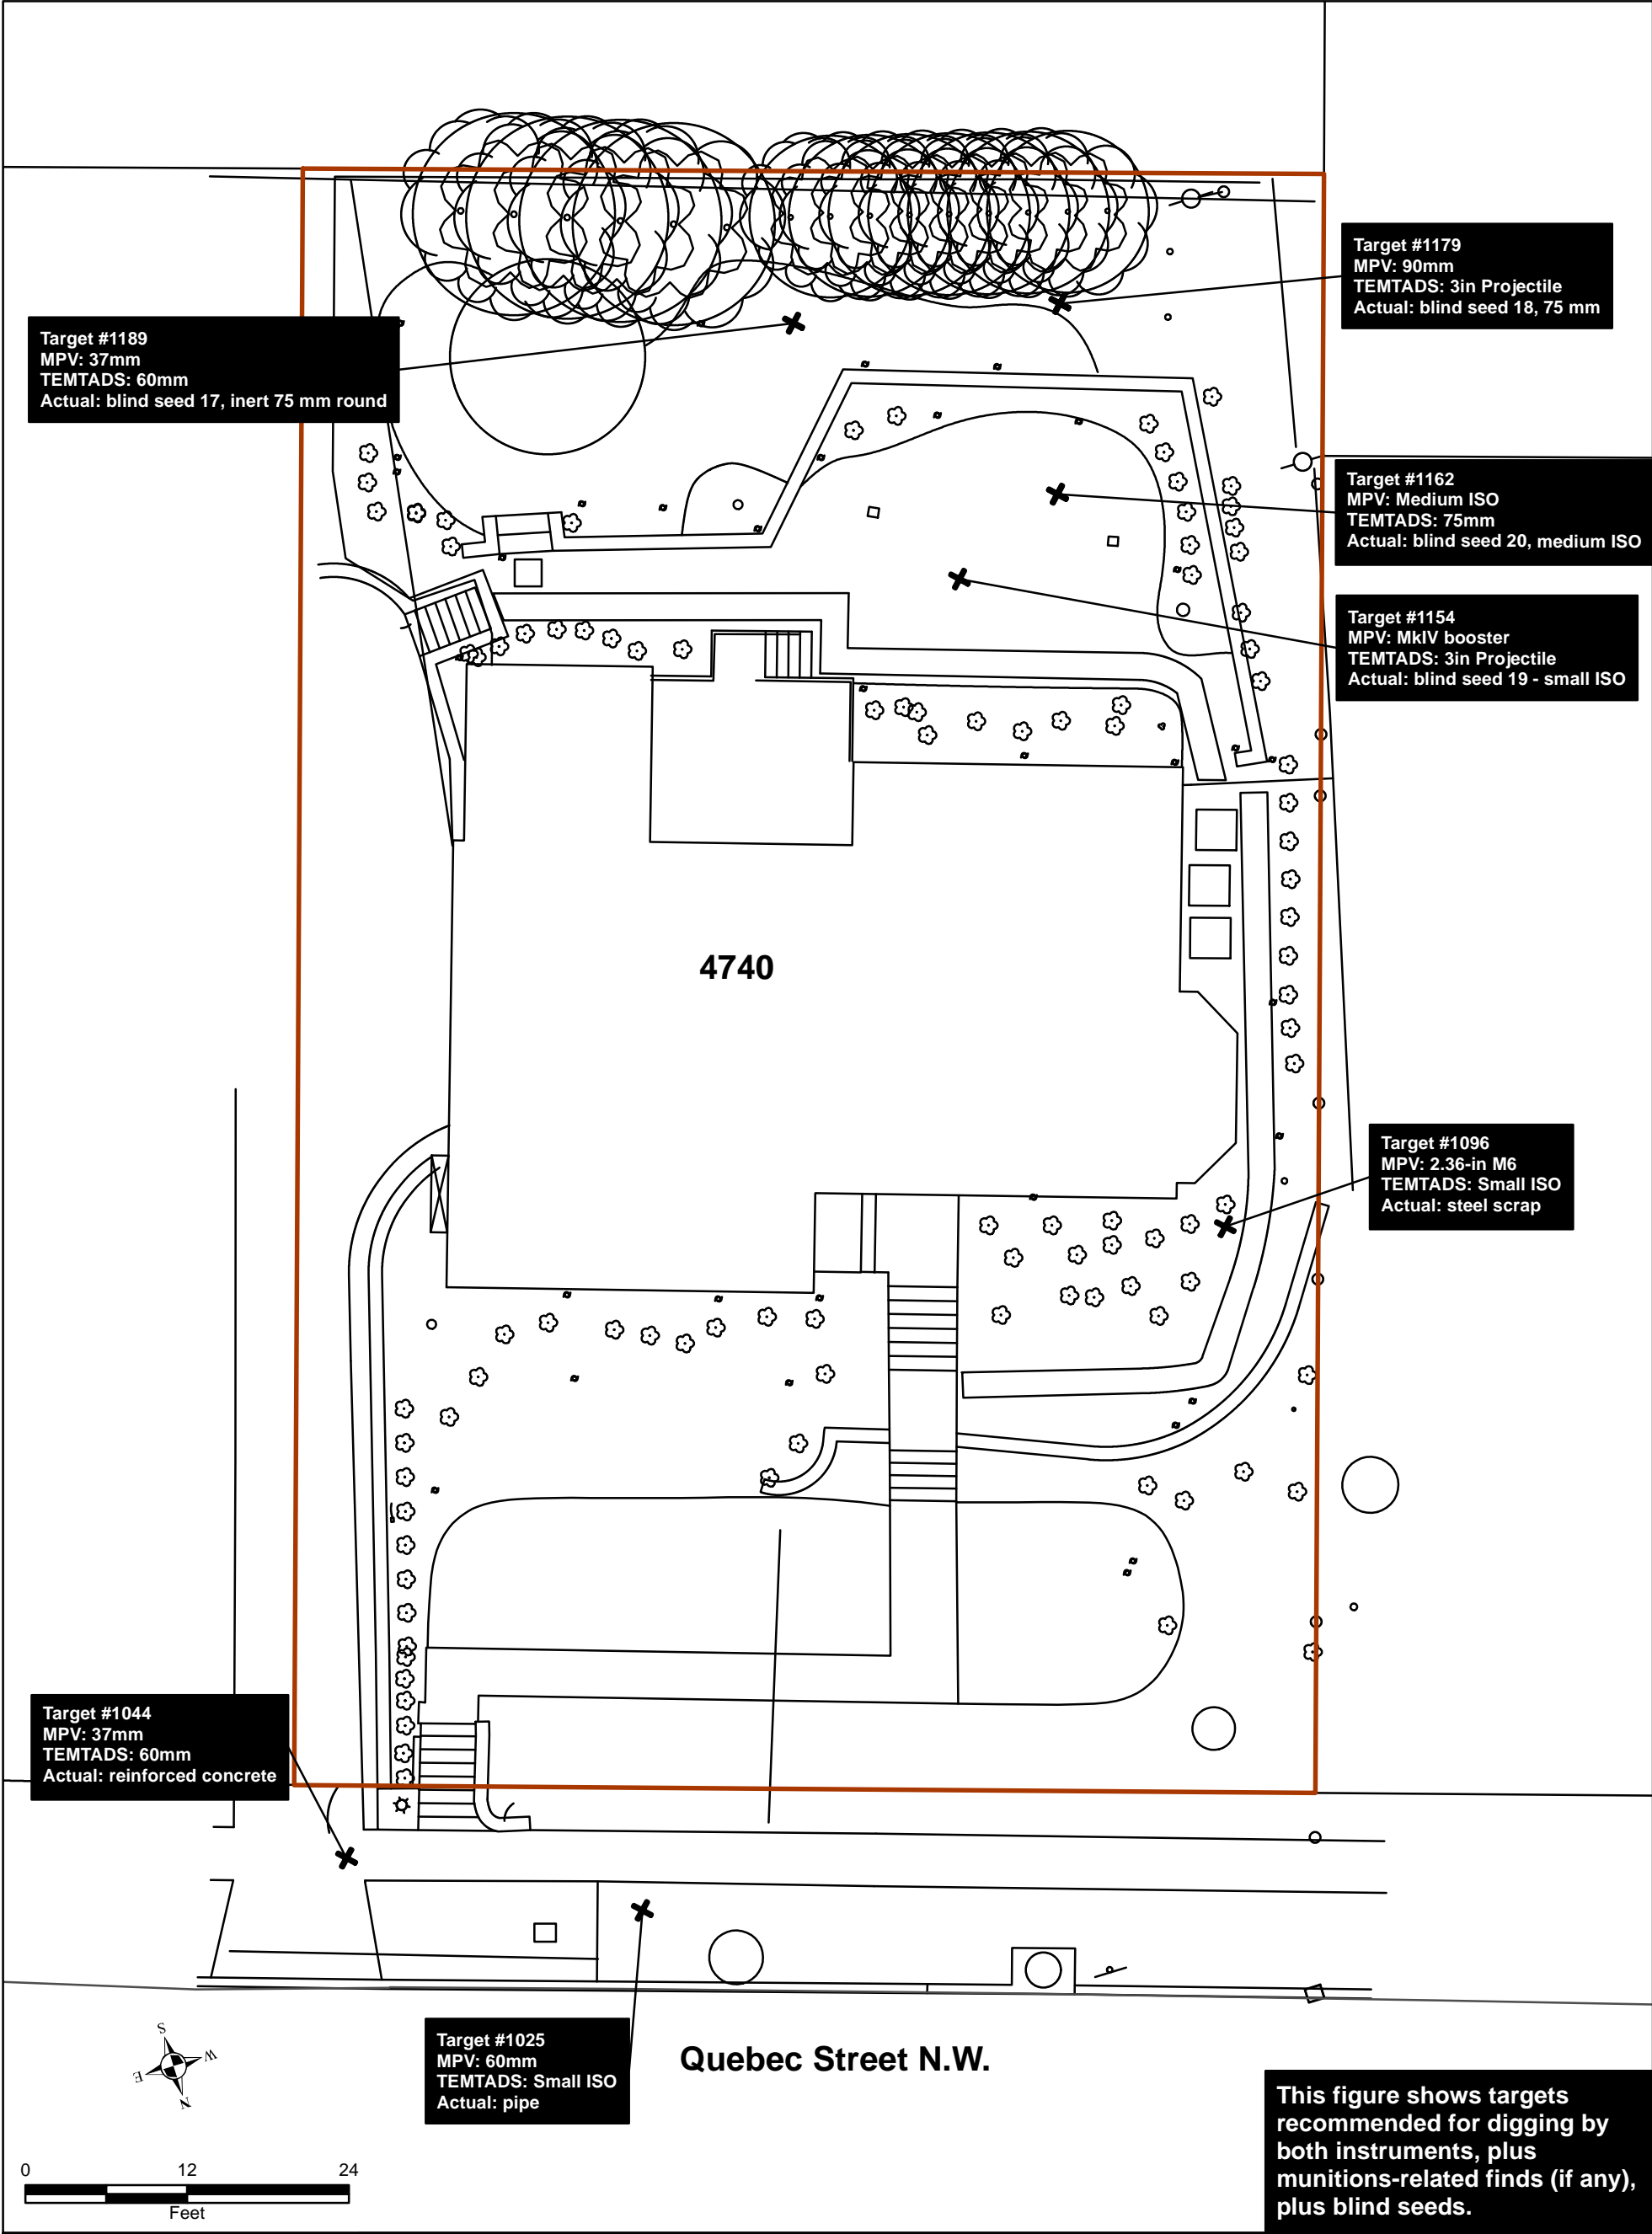 Target #1179
MPV: 90mm
TEMTADS: 3in Projectile
Actual: blind seed 18, 75 mm
Target #1189
MPV: 37mm
TEMTADS: 60mm
Actual: blind seed 17, inert 75 mm round
Target #1162
MPV: Medium ISO
TEMTADS: 75mm
Actual: blind seed 20, medium ISO
Target #1154
MPV: MkIV booster
TEMTADS: 3in Projectile
Actual: blind seed 19 - small ISO
4740
Target #1096
MPV: 2.36-in M6
TEMTADS: Small ISO
Actual: steel scrap
Target #1044
MPV: 37mm
TEMTADS: 60mm
Actual: reinforced concrete
Target #1025
MPV: 60mm
TEMTADS: Small ISO
Actual: pipe
Quebec Street N.W.
S
W
E
N
0 12 24
Feet
This figure shows targets
recommended for digging by
both instruments, plus
munitions-related finds (if any),
plus blind seeds.